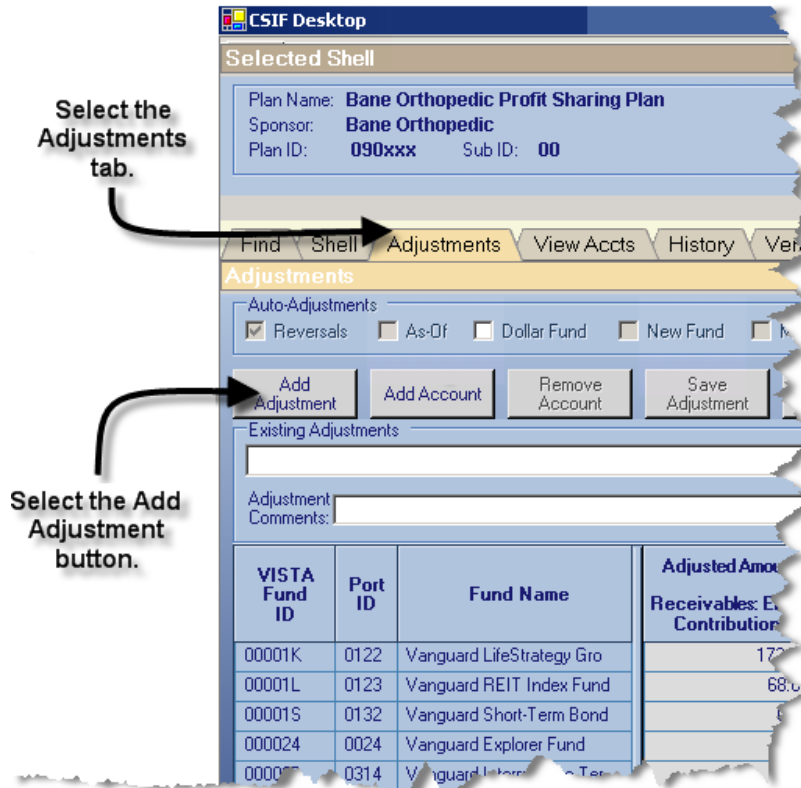 CSIF Desktop
Selected Shell
Plan Name: Bane Orthopedic Profit Sharing Plan
Sponsor: Bane Orthopedic
Plan ID: 090xxx Sub ID: 00
Select the
Adjustments
tab.
Find Shell Adjustments View Accts History
Adjustments
Auto-Adjustments
Reversals As-Of Dollar Fund New Fund
Add
Adjustment
Add Account
Remove
Account
Save
Adjustment
Existing Adjustments
Select the Add
Adjustment
button.
Adjustment
Comments:
VISTA
Fund
ID
Port
ID
Fund Name
Adjusted
Receivables:
00001K 0122 Vanguard LifeStrategy Gro
00001L 0123 Vanguard REIT Index Fund
00001S 0132 Vanguard Short-Term Bond
000024 0024 Vanguard Explorer Fund
0314